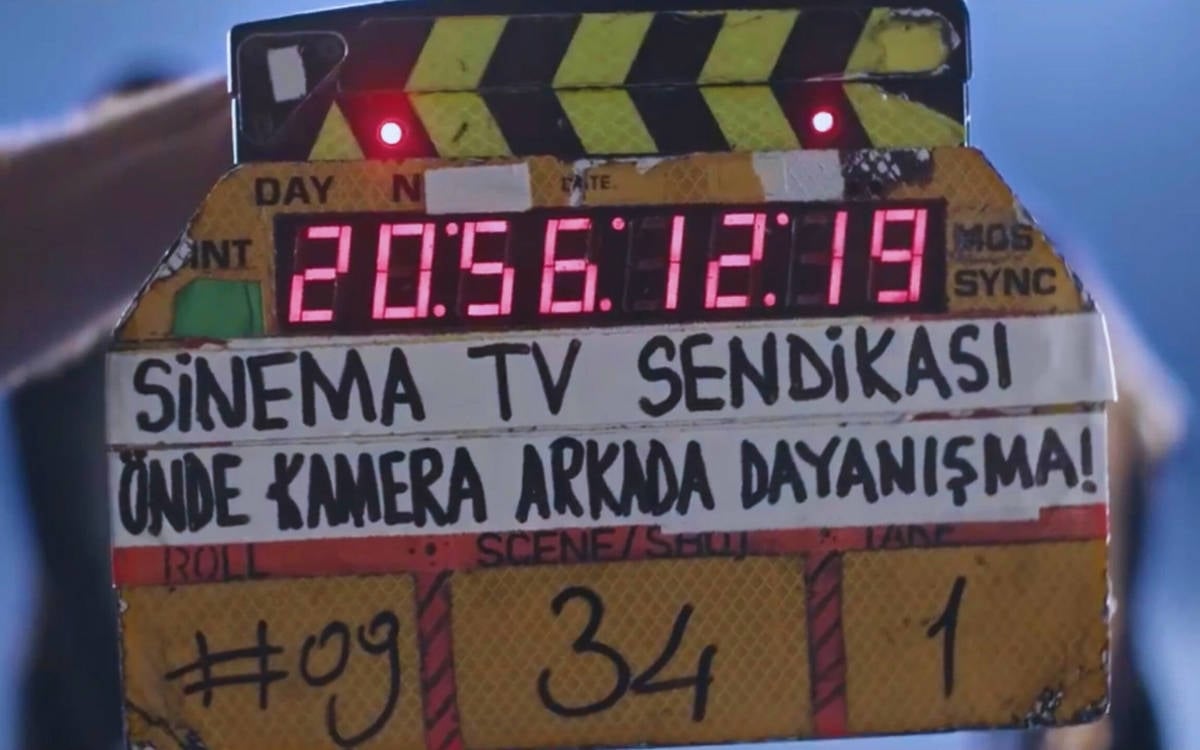 DAY N DATE
INT 20:56:12:19 MOS
SYNC
SİNEMA TV SENDİKASI
ÖNDE KAMERA ARKADA DAYANIŞMA!
ROLL SCENE/SHOT TAKE
#09 34 1